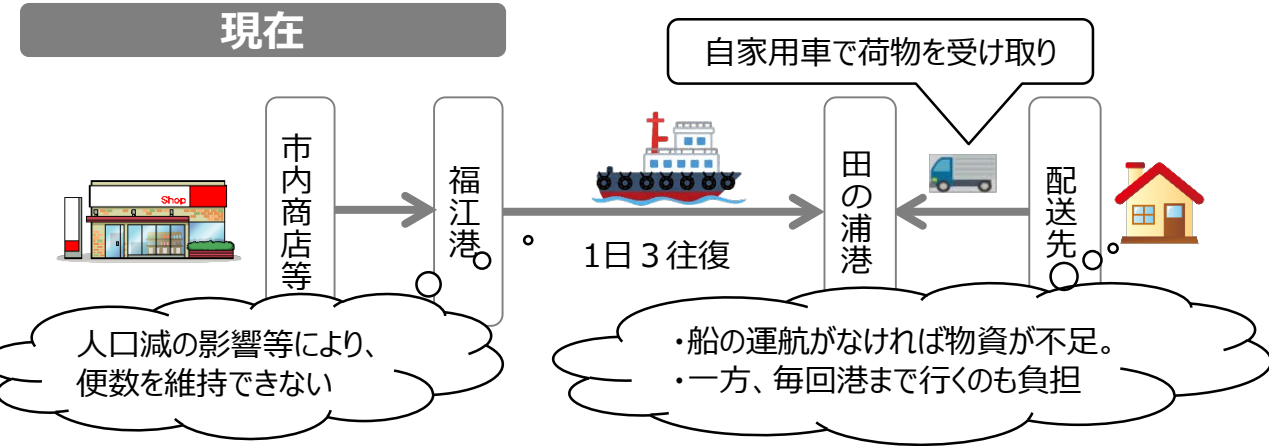 現在
自家用車で荷物を受け取り
市内商店等
福江港
田の浦港
配送先
Shop
1日３往復
人口減の影響等により、
便数を維持できない
・船の運航がなければ物資が不足。
・一方、毎回港まで行くのも負担